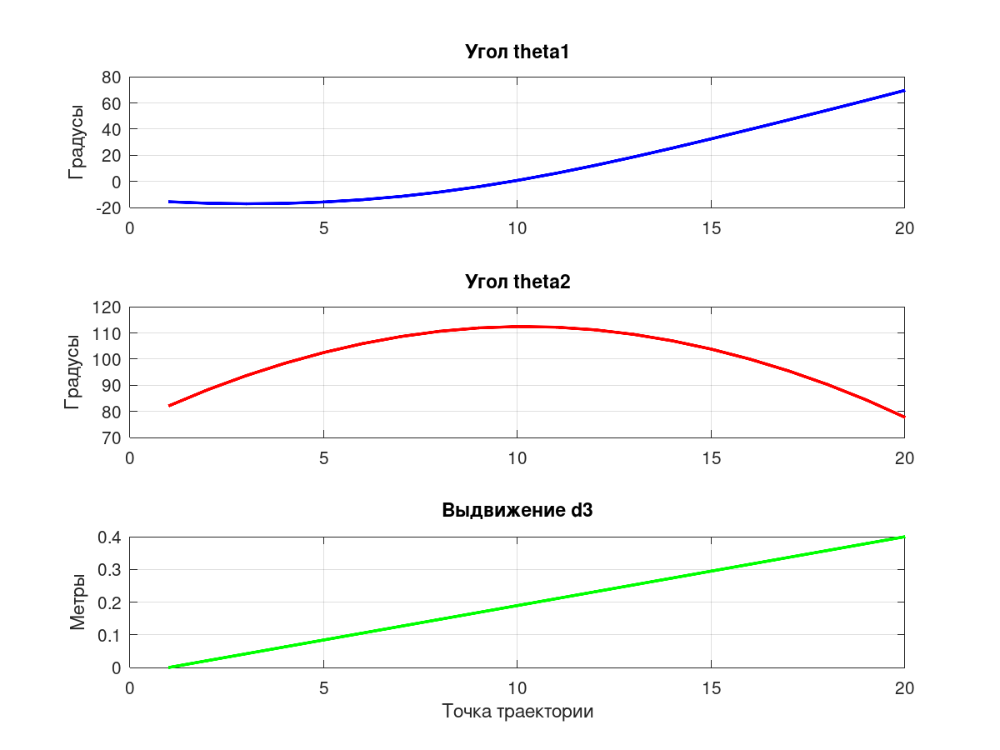 Угол theta1
Градусы
80
60
40
20
0
-20
0 5 10 15 20
Угол theta2
Градусы
120
110
100
90
80
70
0 5 10 15 20
Выдвижение d3
Метры
0.4
0.3
0.2
0.1
0
0 5 10 15 20
Точка траектории